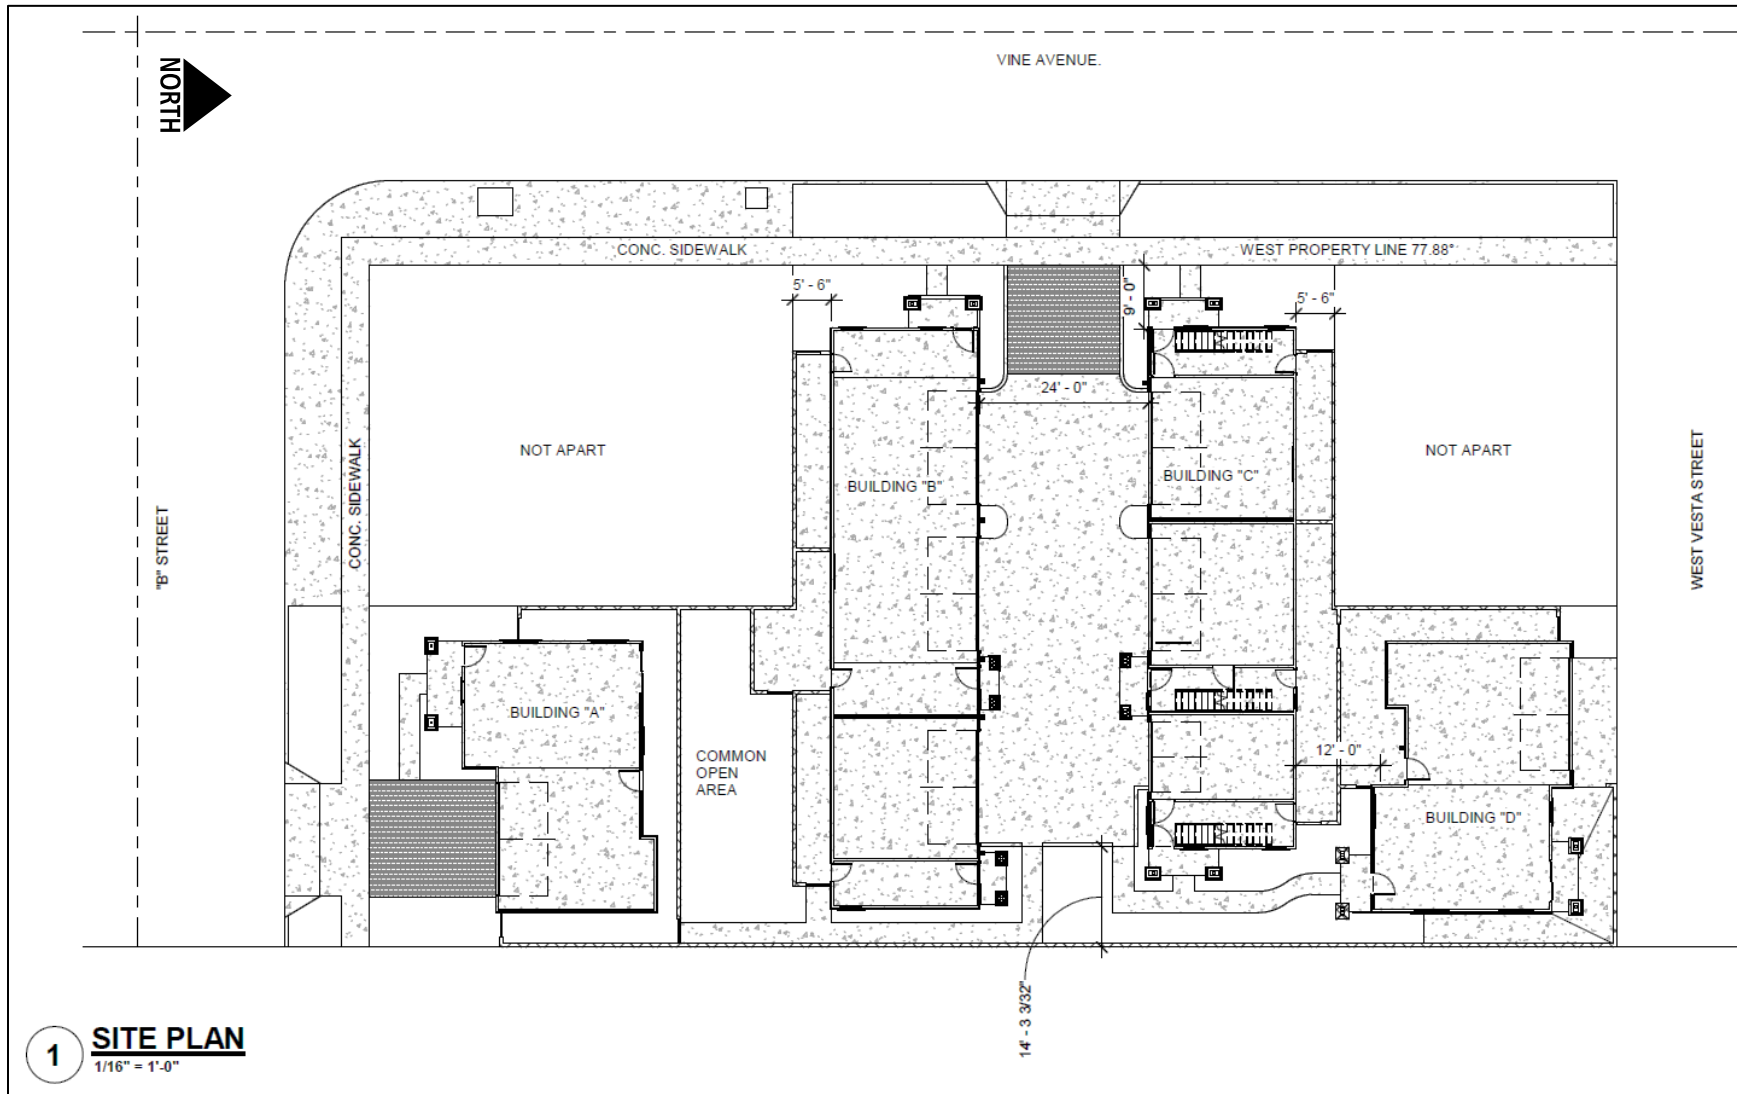 VINE AVENUE.
NORTH
CONC. SIDEWALK
WEST PROPERTY LINE 77.88°
5' - 6"
9' - 0"
5' - 6"
24' - 0"
NOT APART
NOT APART
BUILDING "B"
BUILDING "C"
CONC. SIDEWALK
"B" STREET
WEST VESTA STREET
BUILDING "A"
COMMON
OPEN
AREA
12' - 0"
BUILDING "D"
14' - 3 3/32"
1
SITE PLAN
1/16" = 1'-0"